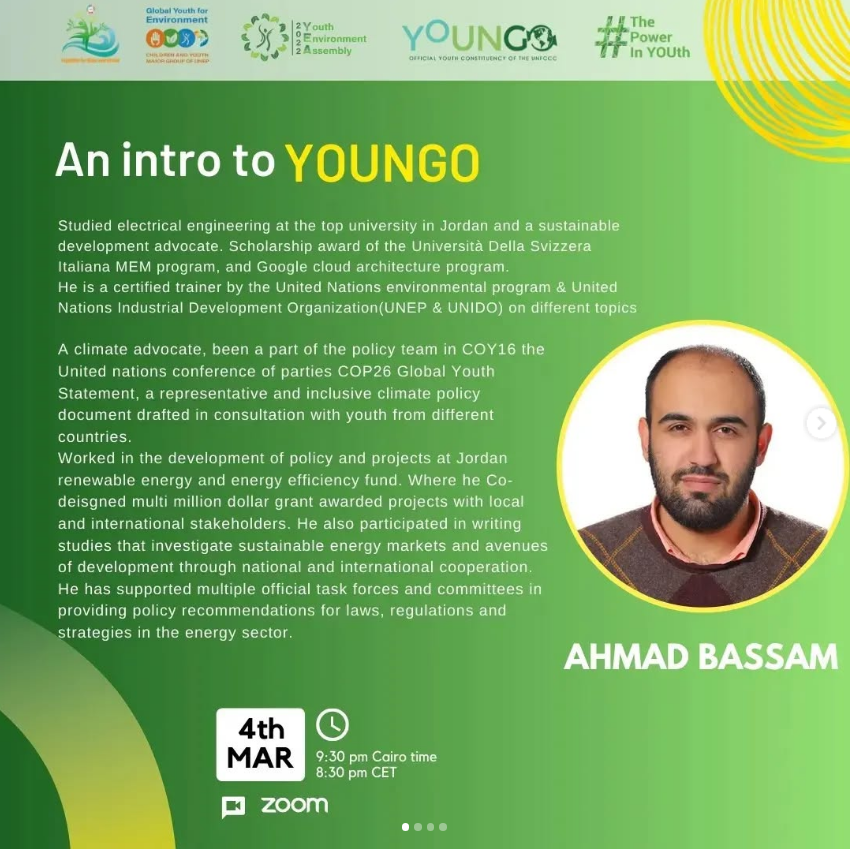 Global Youth for
Environment
CHILDREN AND YOUTH
MAJOR GROUP OF UNEP
2022
Youth
Environment
Assembly
YOUNGO
OFFICIAL YOUTH CONSTITUENCY OF THE UNFCCC
#The
Power
In YOUth
An intro to YOUNGO
Studied electrical engineering at the top university in Jordan and a sustainable
development advocate. Scholarship award of the Università Della Svizzera
Italiana MEM program, and Google cloud architecture program.
He is a certified trainer by the United Nations environmental program & United
Nations Industrial Development Organization(UNEP & UNIDO) on different topics
A climate advocate, been a part of the policy team in COY16 the
United nations conference of parties COP26 Global Youth
Statement, a representative and inclusive climate policy
document drafted in consultation with youth from different
countries.
Worked in the development of policy and projects at Jordan
renewable energy and energy efficiency fund. Where he Co-
deisgned multi million dollar grant awarded projects with local
and international stakeholders. He also participated in writing
studies that investigate sustainable energy markets and avenues
of development through national and international cooperation.
He has supported multiple official task forces and committees in
providing policy recommendations for laws, regulations and
strategies in the energy sector.
AHMAD BASSAM
4th
MAR
9:30 pm Cairo time
8:30 pm CET
zoom